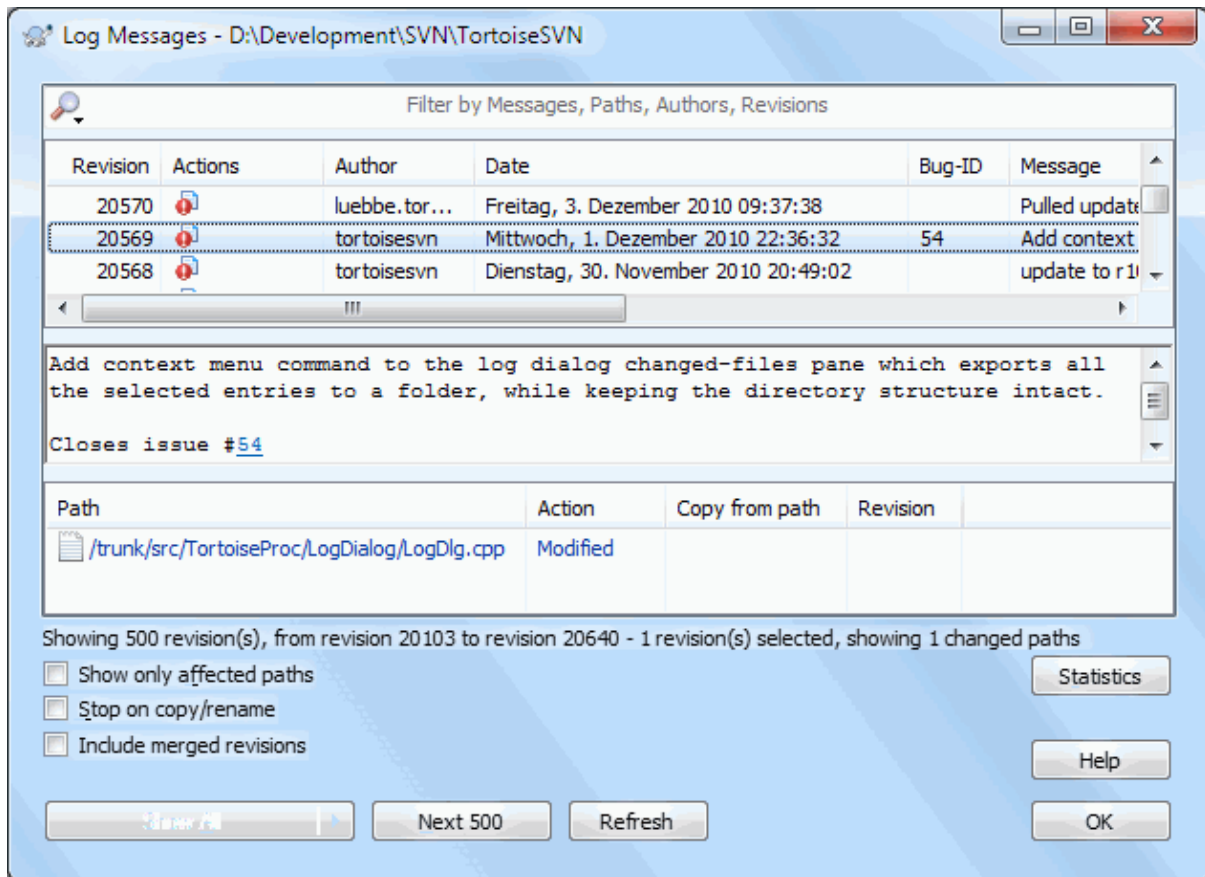 Log Messages - D:\Development\SVN\TortoiseSVN
Filter by Messages, Paths, Authors, Revisions
Revision Actions Author Date Bug-ID Message
20570 luebbe.tor... Freitag, 3. Dezember 2010 09:37:38 Pulled update
20569 tortoisesvn Mittwoch, 1. Dezember 2010 22:36:32 54 Add context
20568 tortoisesvn Dienstag, 30. November 2010 20:49:02 update to
Add context menu command to the log dialog changed-files pane which exports all
the selected entries to a folder, while keeping the directory structure intact.
Closes issue #54
Path Action Copy from path Revision
/trunk/src/TortoiseProc/LogDialog/LogDlg.cpp Modified
Showing 500 revision(s), from revision 20103 to revision 20640 - 1 revision(s) selected, showing 1 changed paths
Show only affected paths
Statistics
Stop on copy/rename
Include merged revisions
Help
Next 500 Refresh OK